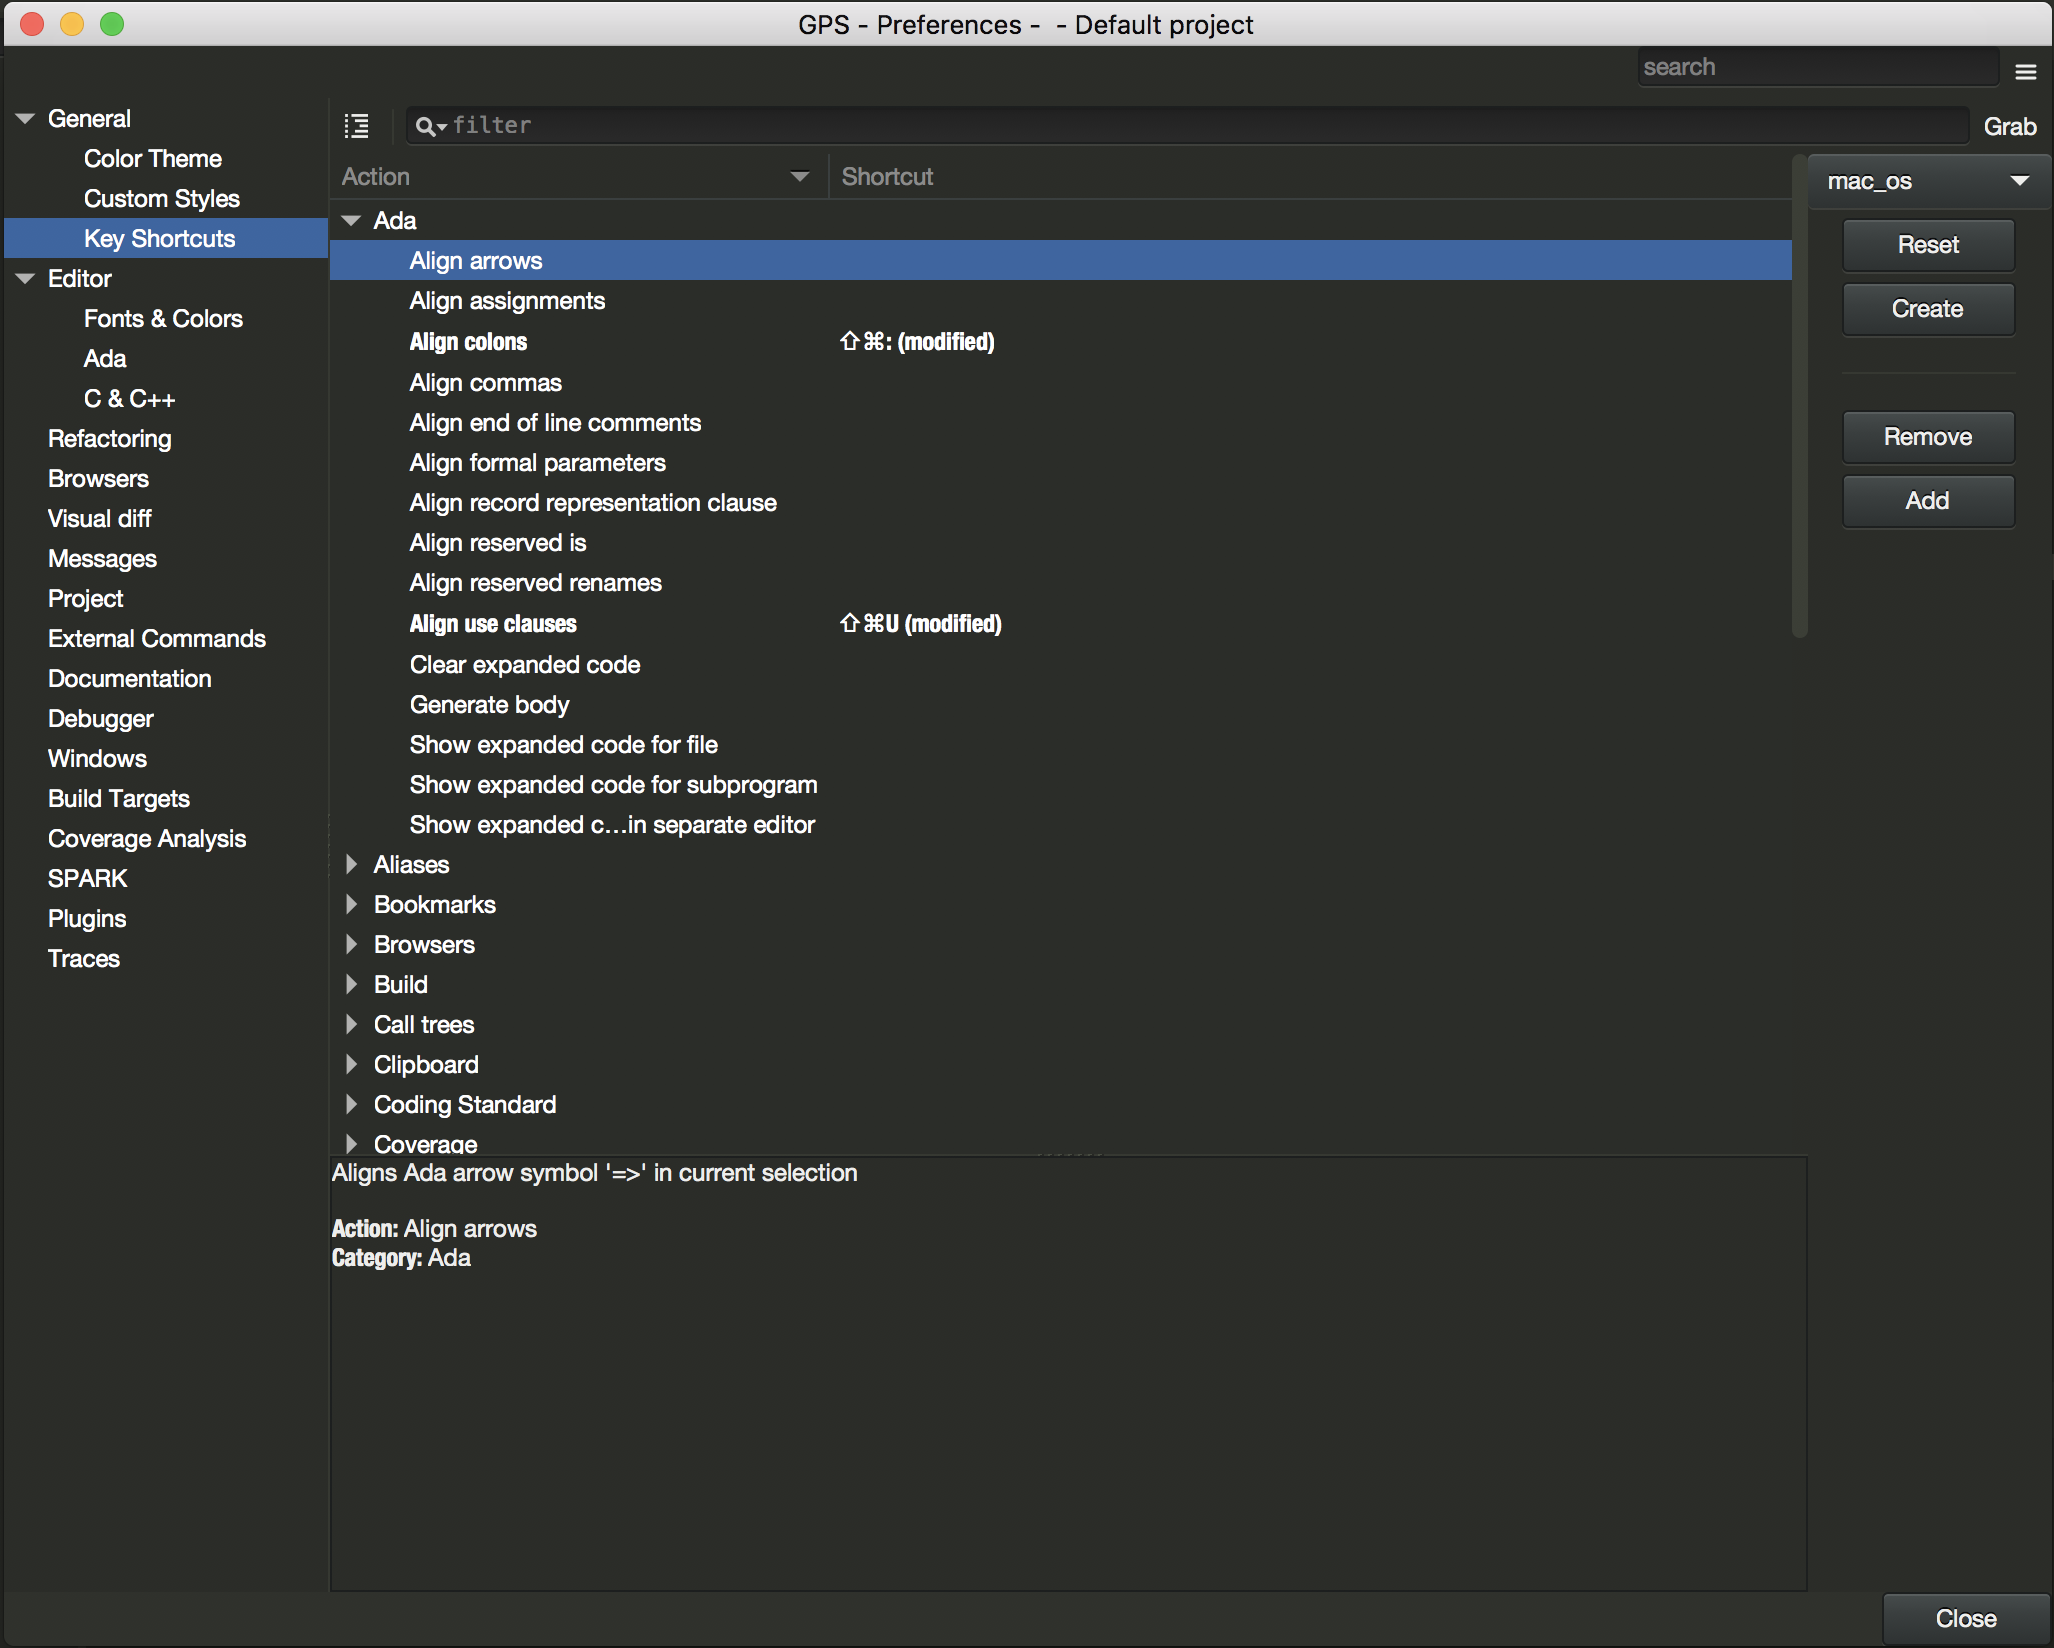 GPS - Preferences -  - Default project
search
General
Color Theme
Custom Styles
Key Shortcuts
Editor
Fonts & Colors
Ada
C & C++
Refactoring
Browsers
Visual diff
Messages
Project
External Commands
Documentation
Debugger
Windows
Build Targets
Coverage Analysis
SPARK
Plugins
Traces
filter
Grab
Action
Shortcut
Ada
Align arrows
Align assignments
Align colons ⇧⌘: (modified)
Align commas
Align end of line comments
Align formal parameters
Align record representation clause
Align reserved is
Align reserved renames
Align use clauses ⇧⌘U (modified)
Clear expanded code
Generate body
Show expanded code for file
Show expanded code for subprogram
Show expanded c...in separate editor
Aliases
Bookmarks
Browsers
Build
Call trees
Clipboard
Coding Standard
Coverage
mac_os
Reset
Create
Remove
Add
Aligns Ada arrow symbol '=>' in current selection
Action: Align arrows
Category: Ada
Close